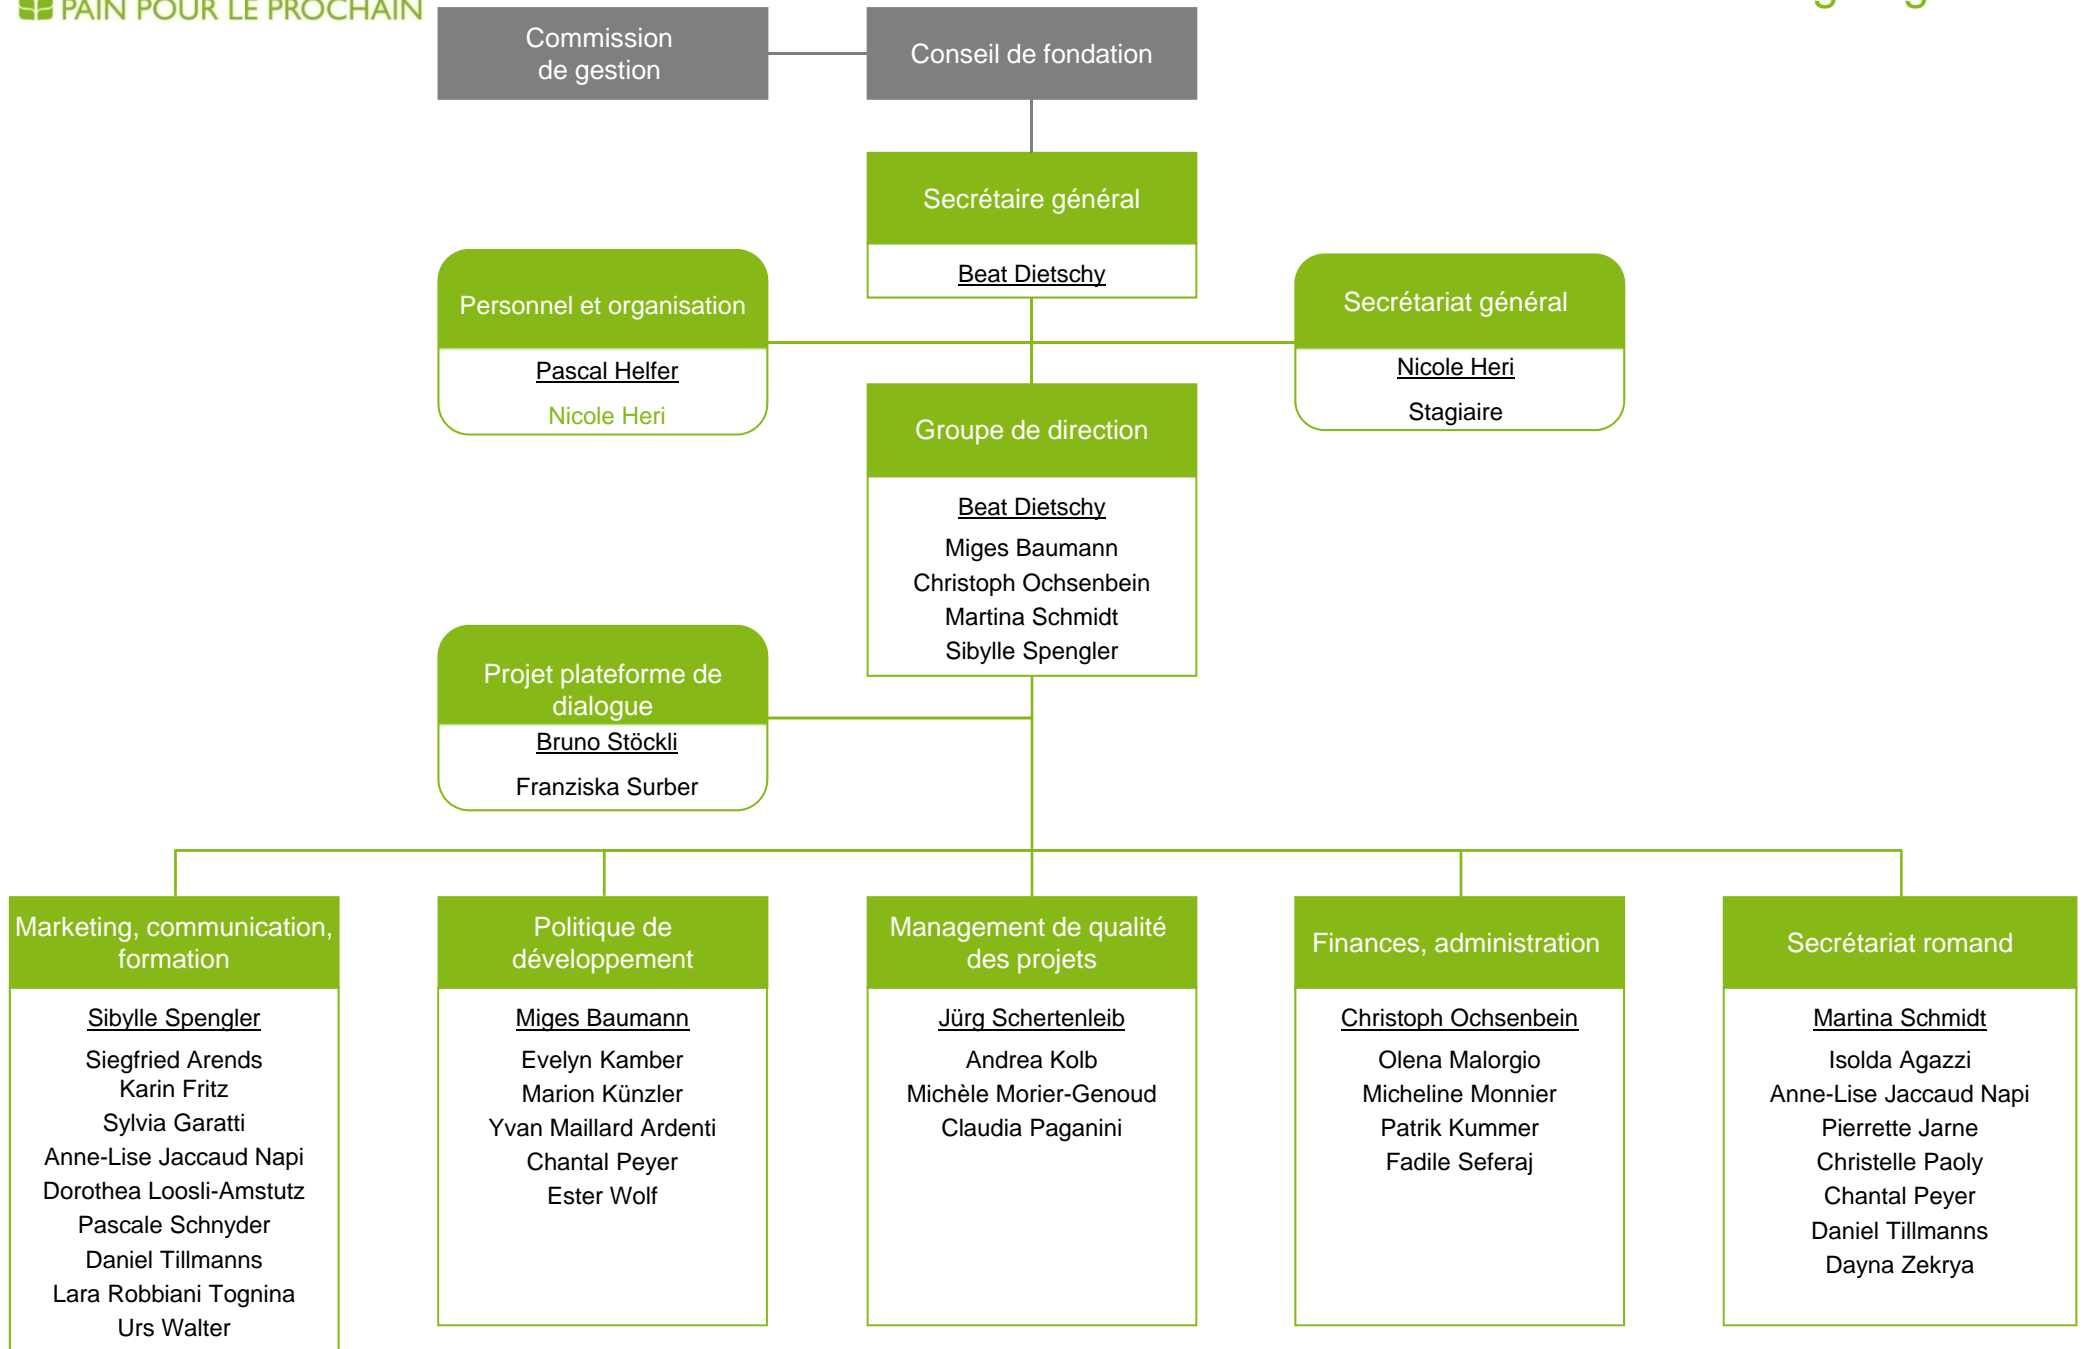 PAIN POUR LE PROCHAIN
Commission
de gestion
Conseil de fondation
Secrétaire général
Beat Dietschy
Personnel et organisation
Pascal Helfer
Nicole Heri
Secrétariat général
Nicole Heri
Stagiaire
Groupe de direction
Beat Dietschy
Miges Baumann
Christoph Ochsenbein
Martina Schmidt
Sibylle Spengler
Projet plateforme de
dialogue
Bruno Stöckli
Franziska Surber
Marketing, communication,
formation
Sibylle Spengler
Siegfried Arends
Karin Fritz
Sylvia Garatti
Anne-Lise Jaccaud Napi
Dorothea Loosli-Amstutz
Pascale Schnyder
Daniel Tillmanns
Lara Robbiani Tognina
Urs Walter
Politique de
développement
Miges Baumann
Evelyn Kamber
Marion Künzler
Yvan Maillard Ardenti
Chantal Peyer
Ester Wolf
Management de qualité
des projets
Jürg Schertenleib
Andrea Kolb
Michèle Morier-Genoud
Claudia Paganini
Finances, administration
Christoph Ochsenbein
Olena Malorgio
Micheline Monnier
Patrik Kummer
Fadile Seferaj
Secrétariat romand
Martina Schmidt
Isolda Agazzi
Anne-Lise Jaccaud Napi
Pierrette Jarne
Christelle Paoly
Chantal Peyer
Daniel Tillmanns
Dayna Zekrya